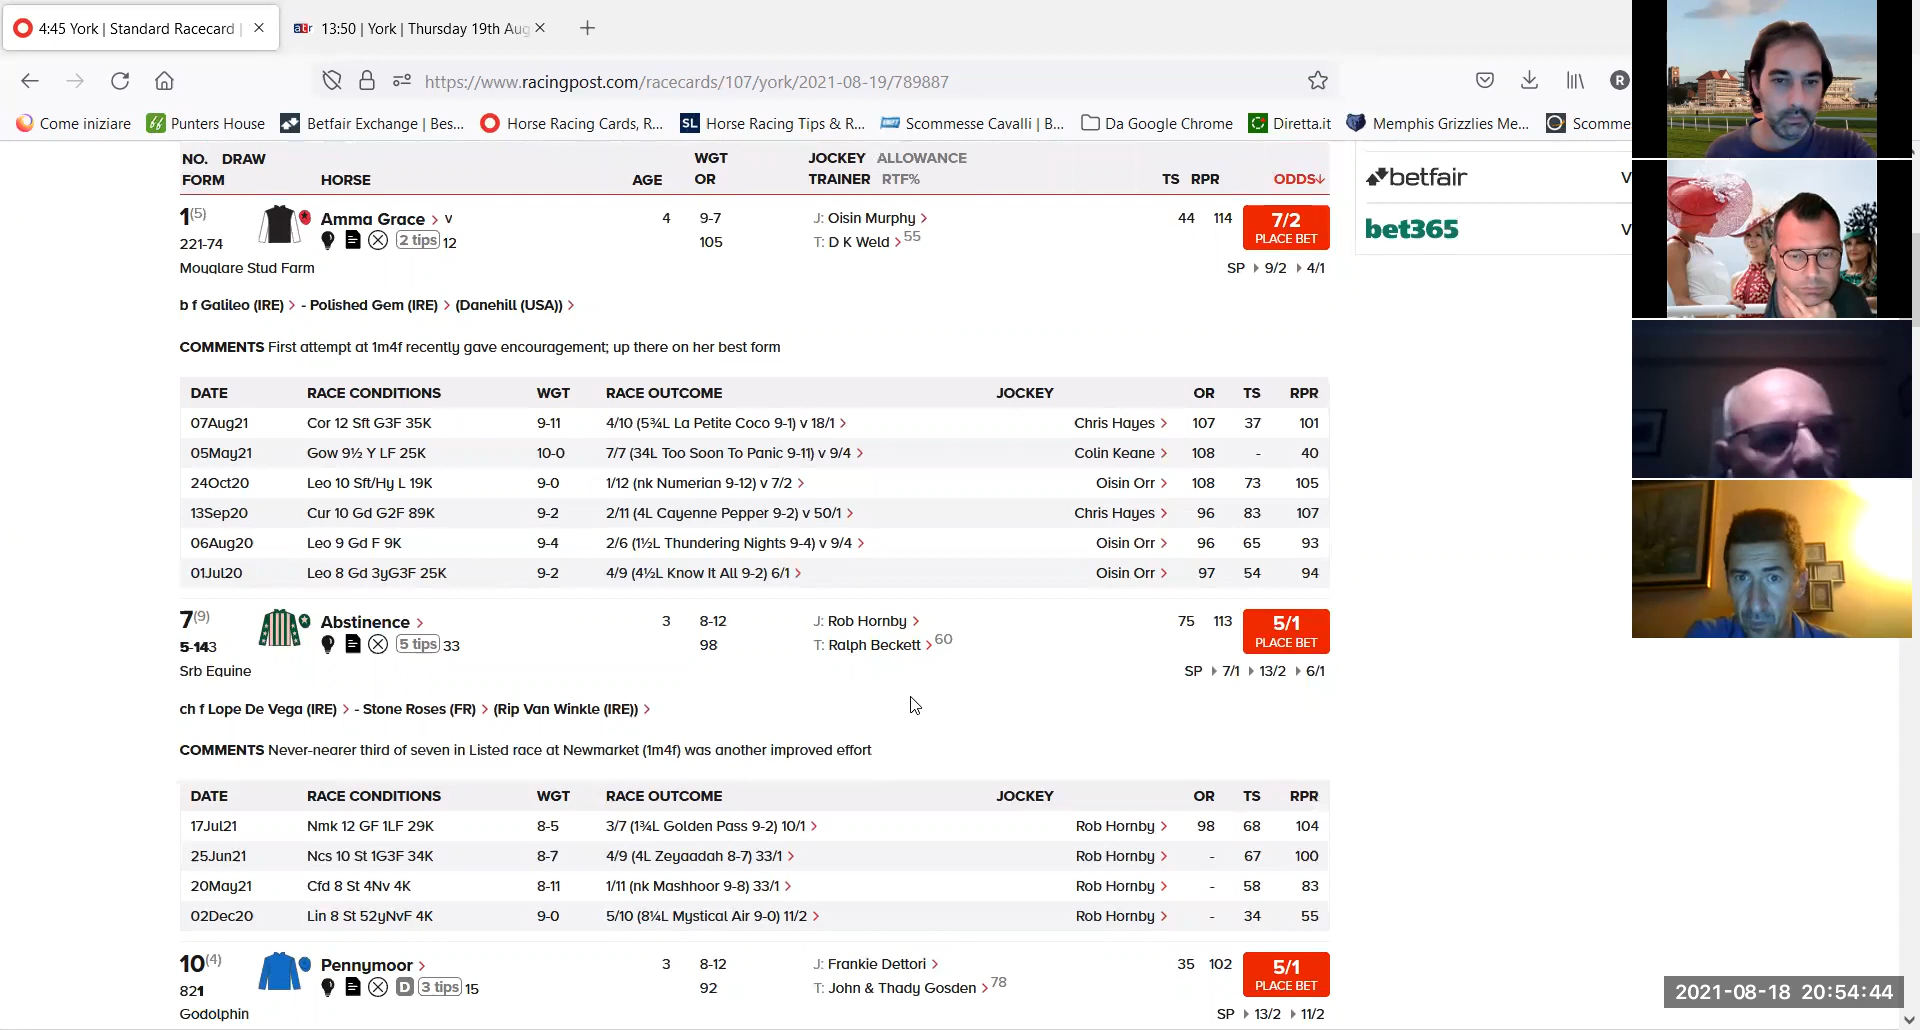 4:45 York | Standard Racecard |
atr 13:50 | York | Thursday 19th Aug
https://www.racingpost.com/racecards/107/york/2021-08-19/789887
R
Come iniziare Punters House Betfair Exchange | Bes... Horse Racing Cards, R... SL Horse Racing Tips & R... Scommesse Cavalli | B... Da Google Chrome Diretta.it Memphis Grizzlies Me... Scomme
NO. DRAW WGT JOCKEY ALLOWANCE
FORM HORSE AGE OR TRAINER RTF% TS RPR ODDS↓
1(5) Amma Grace > v 4 9-7 J: Oisin Murphy > 44 114 7/2
PLACE BET
221-74 2 tips 12 105 T: D K Weld > 55
Moyglare Stud Farm SP 9/2 4/1
b f Galileo (IRE) > - Polished Gem (IRE) > (Danehill (USA)) >
COMMENTS First attempt at 1m4f recently gave encouragement; up there on her best form
DATE RACE CONDITIONS WGT RACE OUTCOME JOCKEY OR TS RPR
07Aug21 Cor 12 Sft G3F 35K 9-11 4/10 (5¾L La Petite Coco 9-1) v 18/1 > Chris Hayes > 107 37 101
05May21 Gow 9½ Y LF 25K 10-0 7/7 (34L Too Soon To Panic 9-11) v 9/4 > Colin Keane > 108 - 40
24Oct20 Leo 10 Sft/Hy L 19K 9-0 1/12 (nk Numerian 9-12) v 7/2 > Oisin Orr > 108 73 105
13Sep20 Cur 10 Gd G2F 89K 9-2 2/11 (4L Cayenne Pepper 9-2) v 50/1 > Chris Hayes > 96 83 107
06Aug20 Leo 9 Gd F 9K 9-4 2/6 (1½L Thundering Nights 9-4) v 9/4 > Oisin Orr > 96 65 93
01Jul20 Leo 8 Gd 3yG3F 25K 9-2 4/9 (4½L Know It All 9-2) 6/1 > Oisin Orr > 97 54 94
7(9) Abstinence > 3 8-12 J: Rob Hornby > 75 113 5/1
PLACE BET
5-143 5 tips 33 98 T: Ralph Beckett > 60
Srb Equine SP 7/1 13/2 6/1
ch f Lope De Vega (IRE) > - Stone Roses (FR) > (Rip Van Winkle (IRE)) >
COMMENTS Never-nearer third of seven in Listed race at Newmarket (1m4f) was another improved effort
DATE RACE CONDITIONS WGT RACE OUTCOME JOCKEY OR TS RPR
17Jul21 Nmk 12 GF 1LF 29K 8-5 3/7 (1¾L Golden Pass 9-2) 10/1 > Rob Hornby > 98 68 104
25Jun21 Ncs 10 St 1G3F 34K 8-7 4/9 (4L Zeyaadah 8-7) 33/1 > Rob Hornby > - 67 100
20May21 Cfd 8 St 4Nv 4K 8-11 1/11 (nk Mashhoor 9-8) 33/1 > Rob Hornby > - 58 83
02Dec20 Lin 8 St 52yNvF 4K 9-0 5/10 (8¼L Mystical Air 9-0) 11/2 > Rob Hornby > - 34 55
10(4) Pennymoor > 3 8-12 J: Frankie Dettori > 35 102 5/1
PLACE BET
821 D 3 tips 15 92 T: John & Thady Gosden > 78
Godolphin SP 13/2 11/2
betfair V
bet365 V
2021-08-18 20:54:44